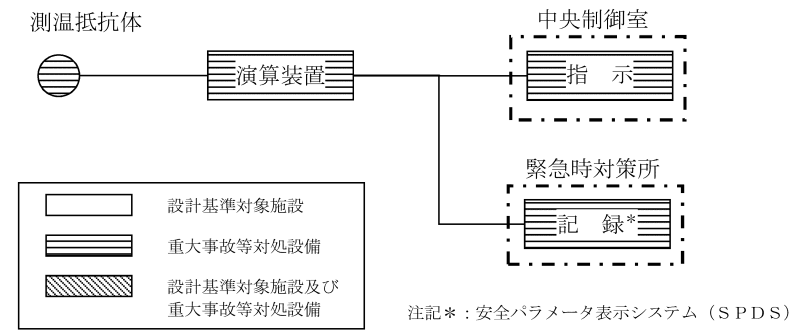 測温抵抗体
中央制御室
演算装置
指 示
緊急時対策所
記 録*
設計基準対象施設
重大事故等対処設備
設計基準対象施設及び
重大事故等対処設備
注記＊：安全パラメータ表示システム（ＳＰＤＳ）